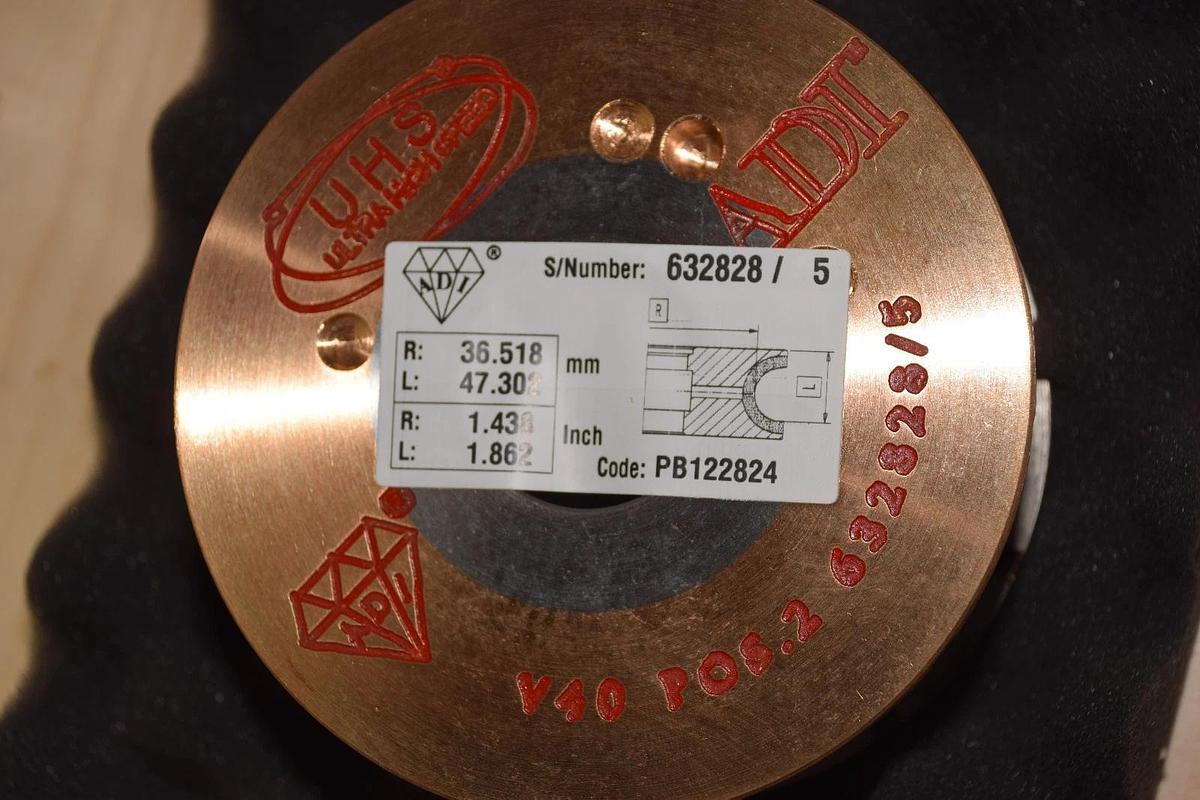 U H S
ULTRA HIGH SPEED
ADI
ADI ®
S/Number: 632828 / 5
R: 36.518 mm
L: 47.302
R: 1.438 Inch
L: 1.862
Code: PB122824
R
L
ADI
V40 POS.2 632828/5